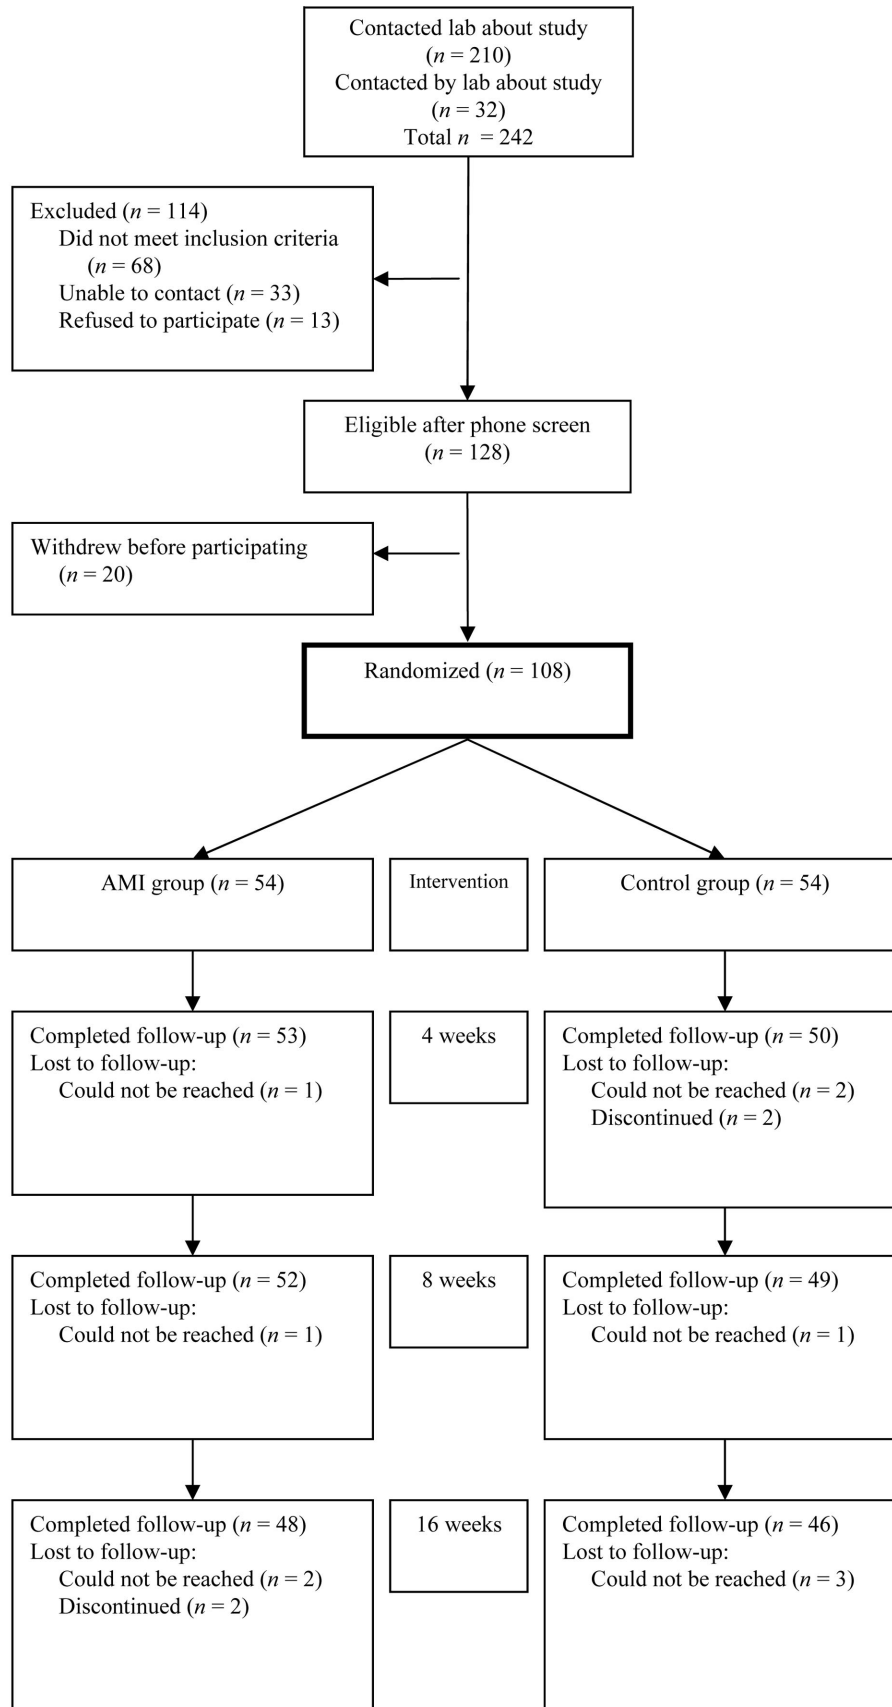 Contacted lab about study
(n = 210)
Contacted by lab about study
(n = 32)
Total n = 242
Excluded (n = 114)
Did not meet inclusion criteria
(n = 68)
Unable to contact (n = 33)
Refused to participate (n = 13)
Eligible after phone screen
(n = 128)
Withdrew before participating
(n = 20)
Randomized (n = 108)
AMI group (n = 54)
Intervention
Control group (n = 54)
Completed follow-up (n = 53)
Lost to follow-up:
Could not be reached (n = 1)
4 weeks
Completed follow-up (n = 50)
Lost to follow-up:
Could not be reached (n = 2)
Discontinued (n = 2)
Completed follow-up (n = 52)
Lost to follow-up:
Could not be reached (n = 1)
8 weeks
Completed follow-up (n = 49)
Lost to follow-up:
Could not be reached (n = 1)
Completed follow-up (n = 48)
Lost to follow-up:
Could not be reached (n = 2)
Discontinued (n = 2)
16 weeks
Completed follow-up (n = 46)
Lost to follow-up:
Could not be reached (n = 3)